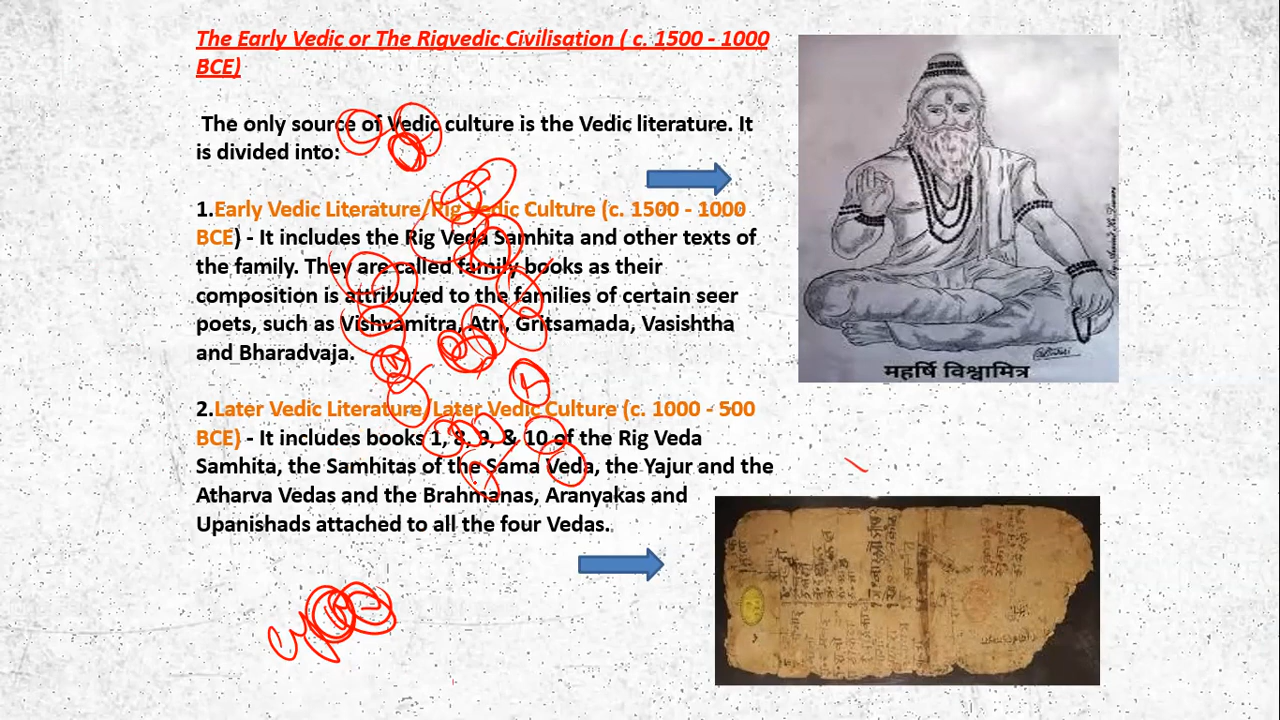 The Early Vedic or The Rigvedic Civilisation ( c. 1500 - 1000
BCE)
The only source of Vedic culture is the Vedic literature. It
is divided into:
1.Early Vedic Literature/Rig Vedic Culture (c. 1500 - 1000
BCE) - It includes the Rig Veda Samhita and other texts of
the family. They are called family books as their
composition is attributed to the families of certain seer
poets, such as Vishvamitra, Atri, Gritsamada, Vasishtha
and Bharadvaja.
2.Later Vedic Literature/Later Vedic Culture (c. 1000 - 500
BCE) - It includes books 1, 8, 9, & 10 of the Rig Veda
Samhita, the Samhitas of the Sama Veda, the Yajur and the
Atharva Vedas and the Brahmanas, Aranyakas and
Upanishads attached to all the four Vedas.
महर्षि विश्वामित्र